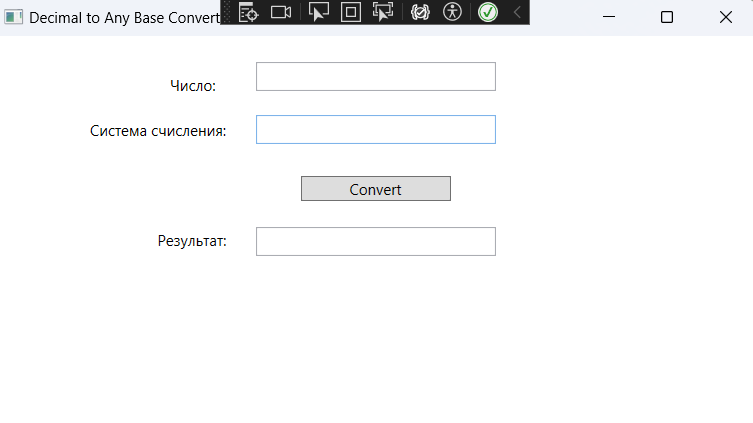 Decimal to Any Base Convert
Число:
Система счисления:
Convert
Результат: